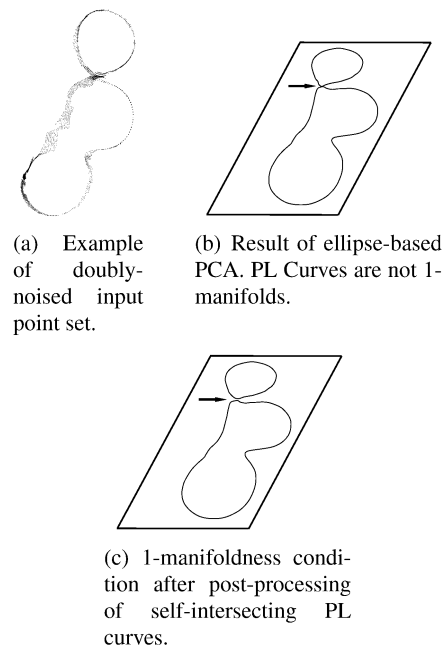 (a) Example
of doubly-
noised input
point set.
(b) Result of ellipse-based
PCA. PL Curves are not 1-
manifolds.
(c) 1-manifoldness condi-
tion after post-processing
of self-intersecting PL
curves.